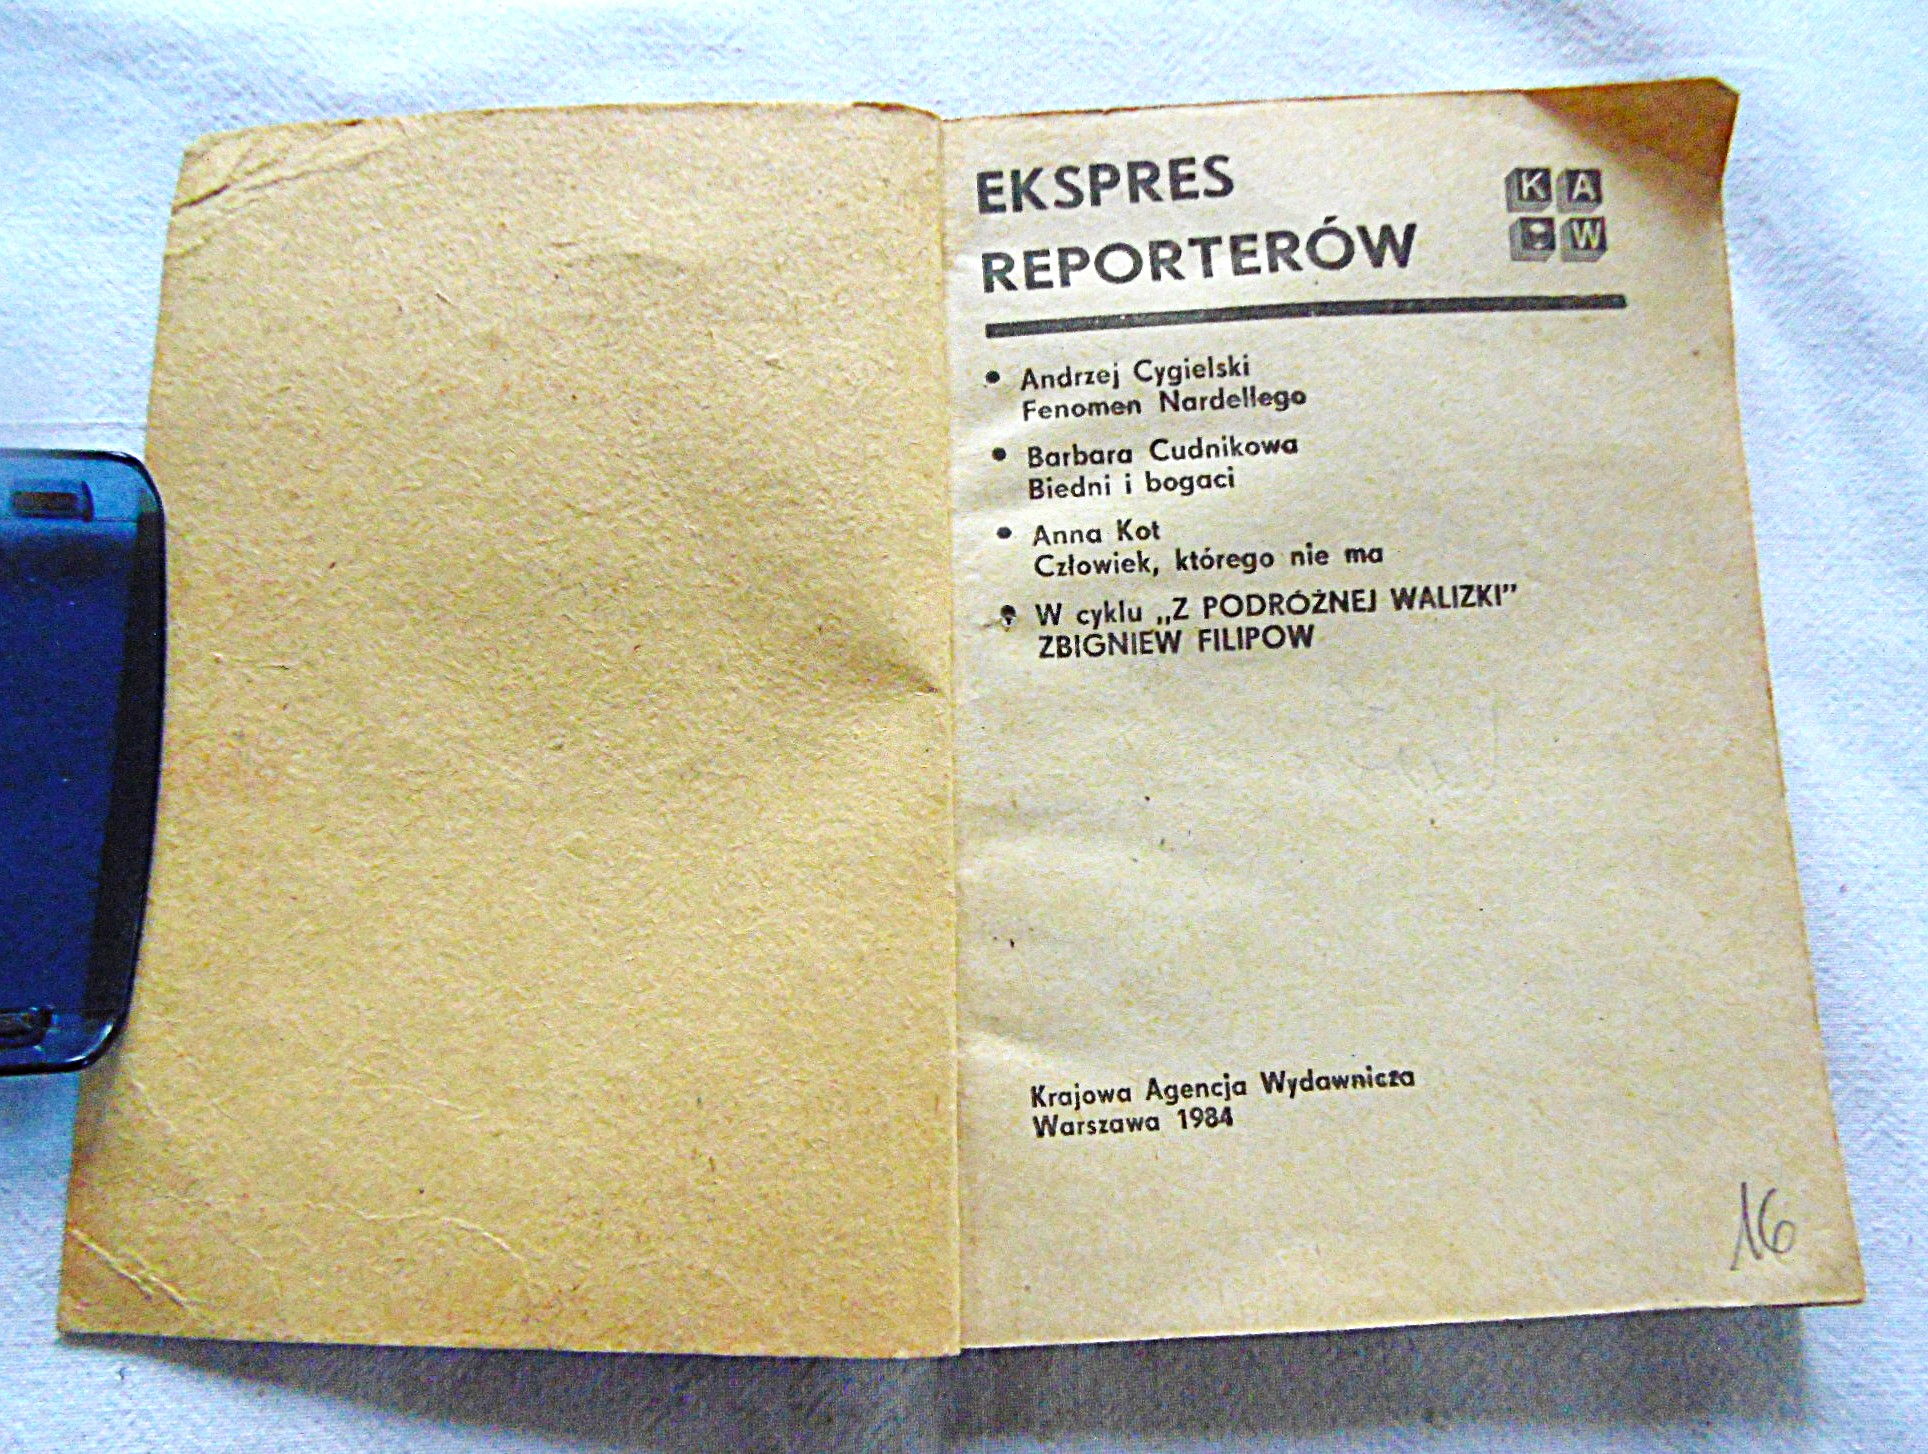 EKSPRES
REPORTERÓW
K A
W
• Andrzej Cygielski
Fenomen Nardellego
• Barbara Cudnikowa
Biedni i bogaci
• Anna Kot
Człowiek, którego nie ma
• W cyklu „Z PODRÓŻNEJ WALIZKI”
ZBIGNIEW FILIPOW
Krajowa Agencja Wydawnicza
Warszawa 1984
16